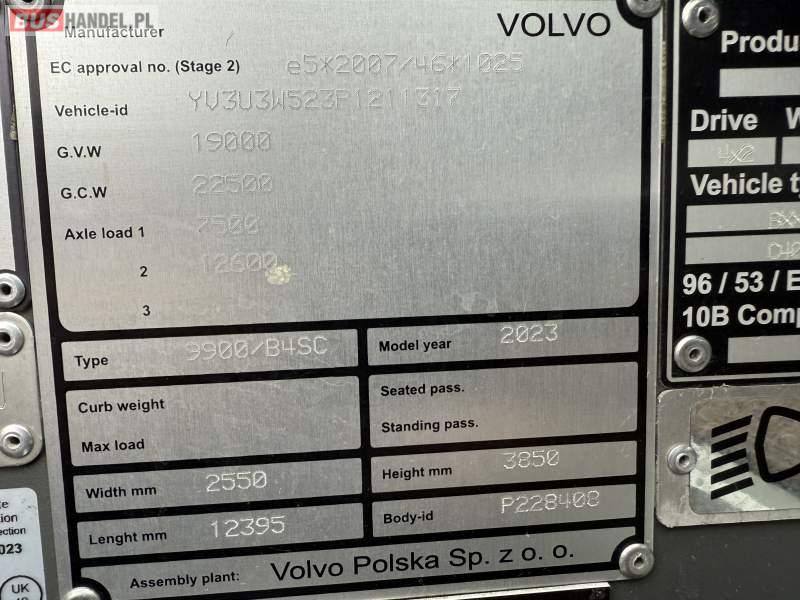 BUSHANDEL.PL
Manufacturer VOLVO
EC approval no. (Stage 2) e5*2007/46*1025
Vehicle-id YV3U3W523P1211317
G.V.W 19000
G.C.W 22500
Axle load 1 7500
2 12600
3
Type 9900/B4SC
Model year 2023
Curb weight
Seated pass.
Max load
Standing pass.
Width mm 2550
Height mm 3850
Lenght mm 12395
Body-id P228408
Assembly plant: Volvo Polska Sp. z o. o.
Produ
Drive W
4x2
Vehicle t
96 / 53 / E
10B Comp
023
UK